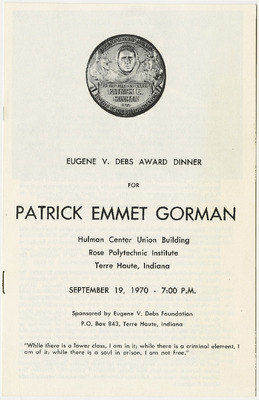 PATRICK E.
GORMAN
EUGENE V. DEBS AWARD DINNER
FOR
PATRICK EMMET GORMAN
Hulman Center Union Building
Rose Polytechnic Institute
Terre Haute, Indiana
SEPTEMBER 19, 1970 - 7:00 P.M.
Sponsored by Eugene V. Debs Foundation
P.O. Box 843, Terre Haute, Indiana
"While there is a lower class, I am in it; while there is a criminal element, I
am of it; while there is a soul in prison, I am not free."